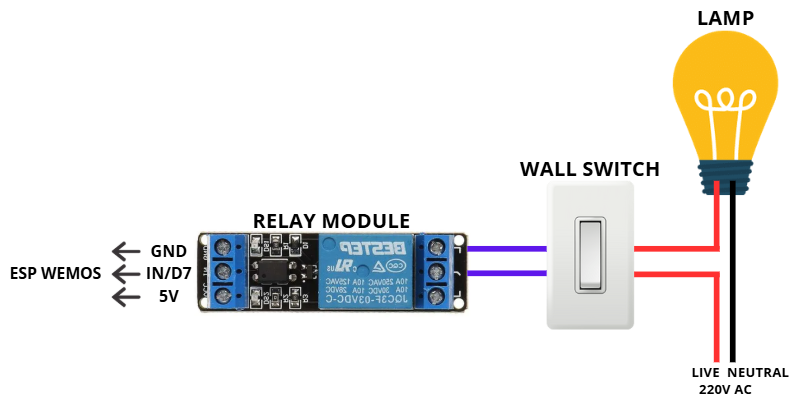 LAMP
WALL SWITCH
RELAY MODULE
GND
ESP WEMOS IN/D7
5V
BESTEP
10A 250VAC 10A 125VAC
10A 30VDC 10A 28VDC
JQC3F-03VDC-C
LIVE NEUTRAL
220V AC